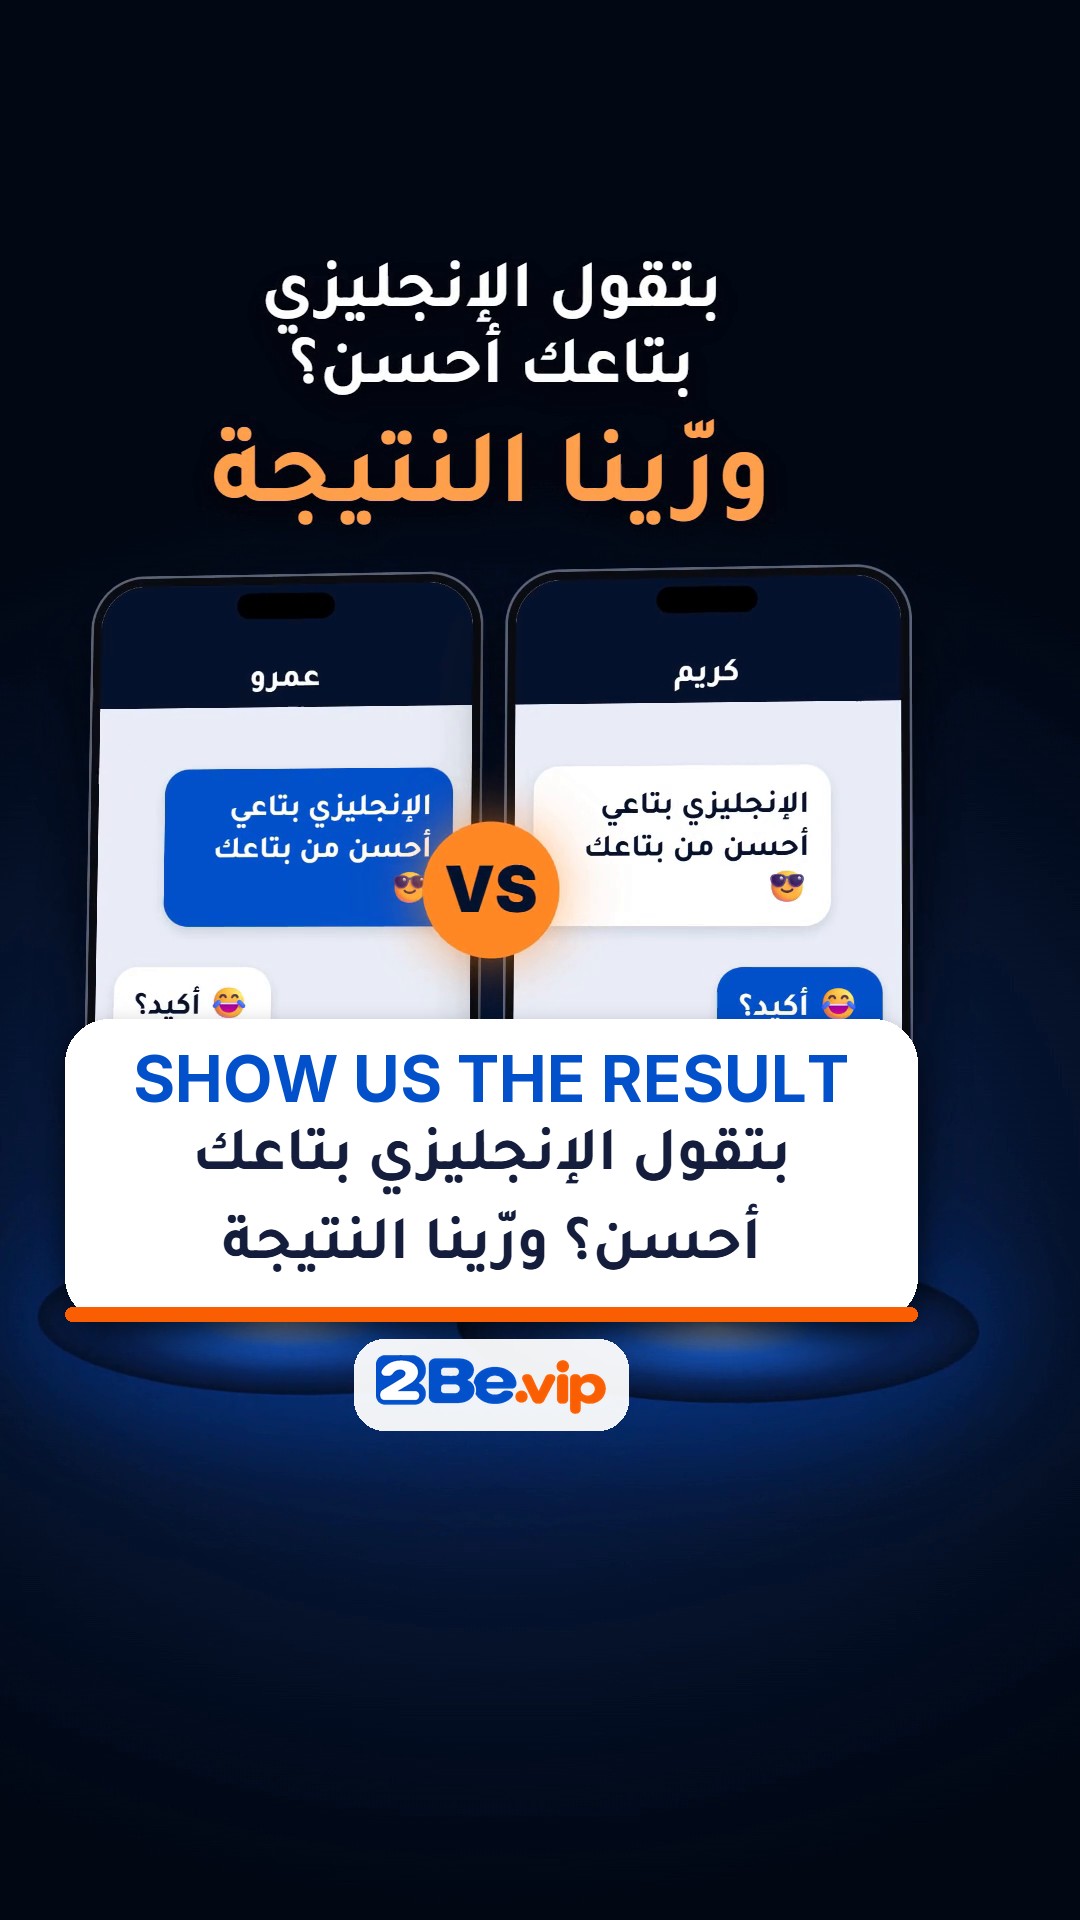 بتقول الإنجليزي
بتاعك أحسن؟
ورّينا النتيجة
كريم
الإنجليزي بتاعي
أحسن من بتاعك
😎
أكيد؟ 😂
VS
عمرو
الإنجليزي بتاعي
أحسن من بتاعك
😎
أكيد؟ 😂
SHOW US THE RESULT
بتقول الإنجليزي بتاعك
أحسن؟ ورّينا النتيجة
2Be.vip